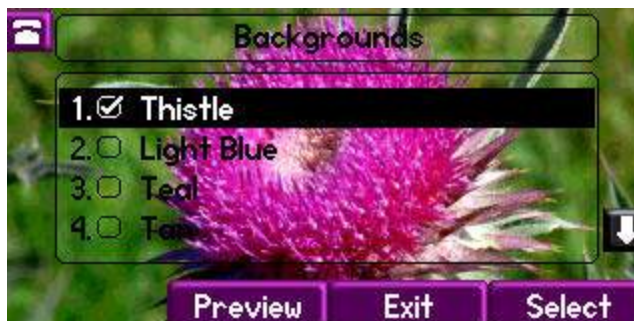 Backgrounds
1. Thistle
2. Light Blue
3. Teal
4. Tan
Preview Exit Select